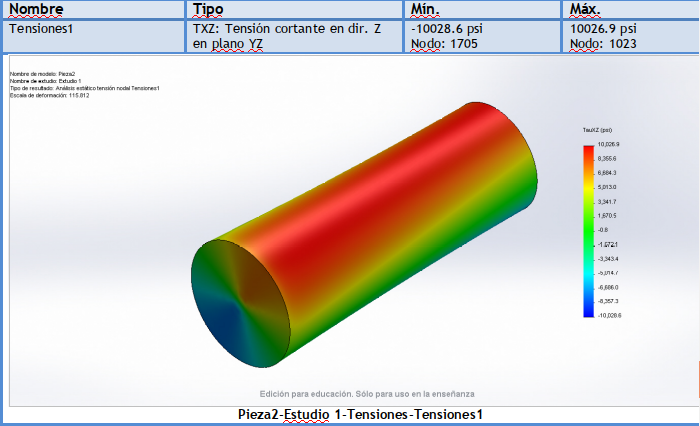 Nombre Tipo Mín. Máx.
Tensiones1 TXZ: Tensión cortante en dir. Z en plano YZ -10028.6 psi Nodo: 1705 10026.9 psi Nodo: 1023
Nombre de modelo: Pieza2
Nombre de estudio: Estudio 1
Tipo de resultado: Análisis estático tensión nodal Tensiones1
Escala de deformación: 115.812
TauXZ (psi)
10,026.9
8,355.6
6,684.3
5,013.0
3,341.7
1,670.5
-0.8
-1,672.1
-3,343.4
-5,014.7
-6,686.0
-8,357.3
-10,028.6
Edición para educación. Sólo para uso en la enseñanza
Pieza2-Estudio 1-Tensiones-Tensiones1